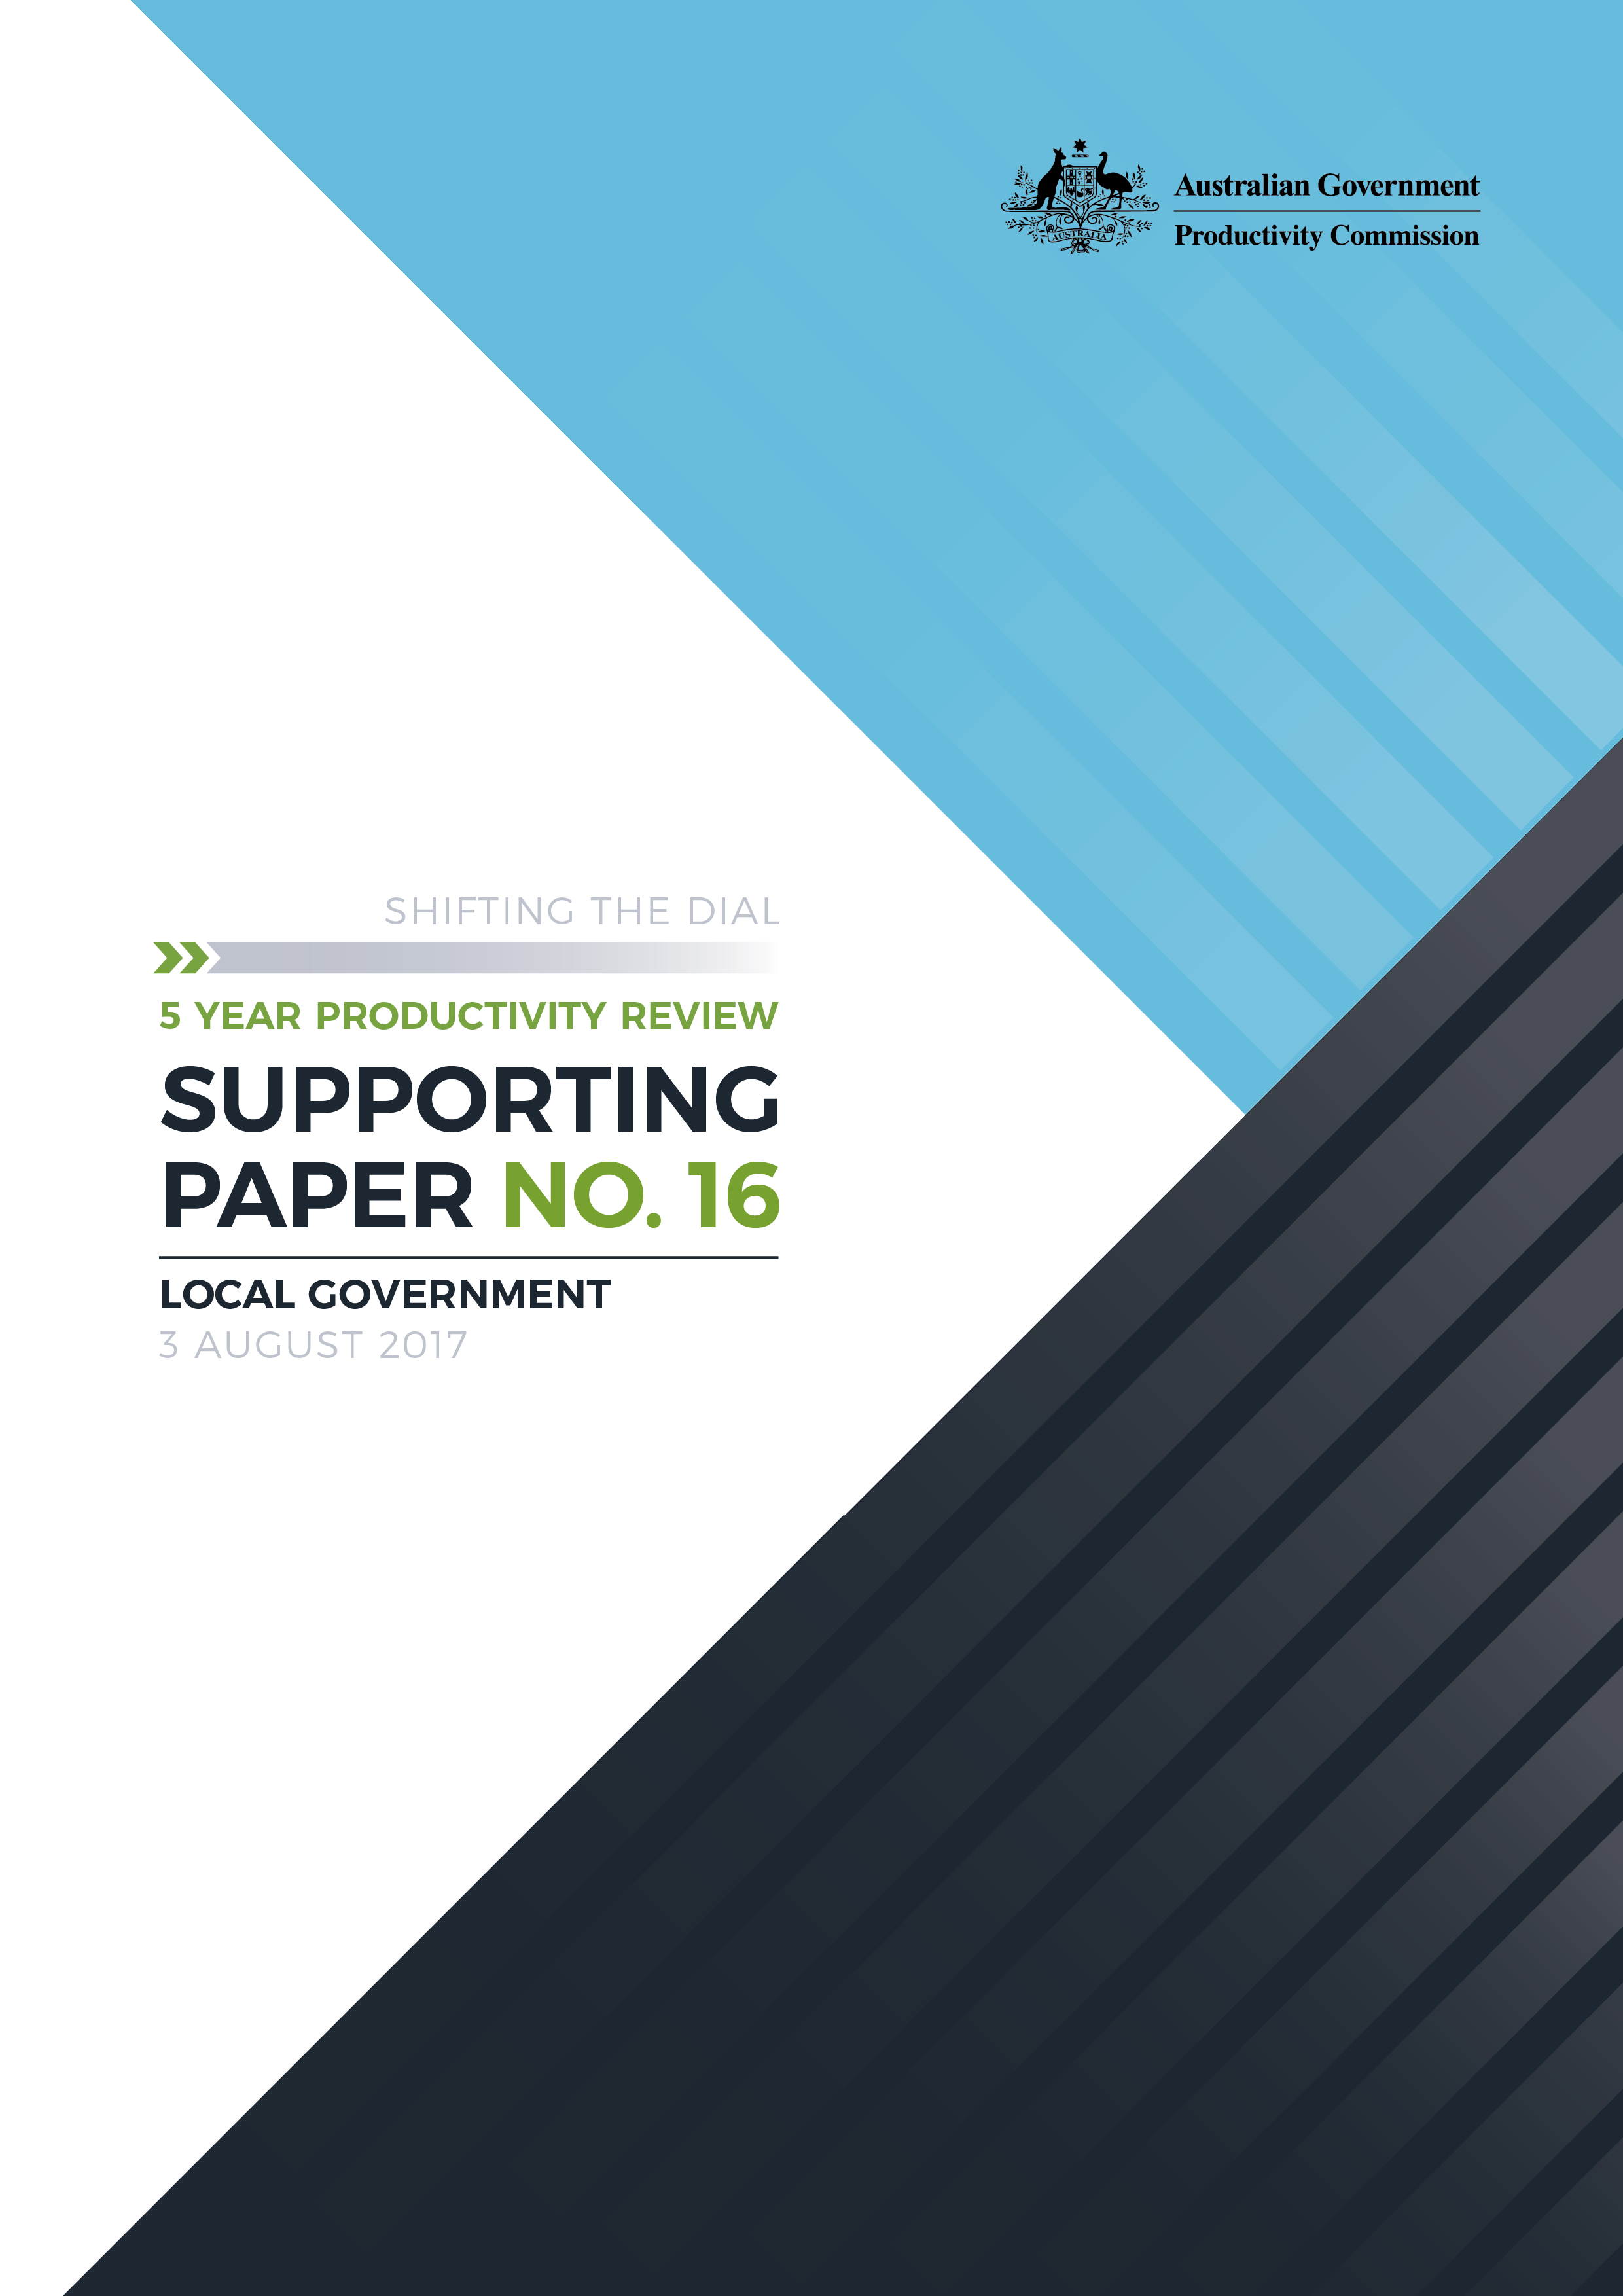 AUSTRALIA
Australian Government
Productivity Commission
SHIFTING THE DIAL
5 YEAR PRODUCTIVITY REVIEW
SUPPORTING
PAPER NO. 16
LOCAL GOVERNMENT
3 AUGUST 2017